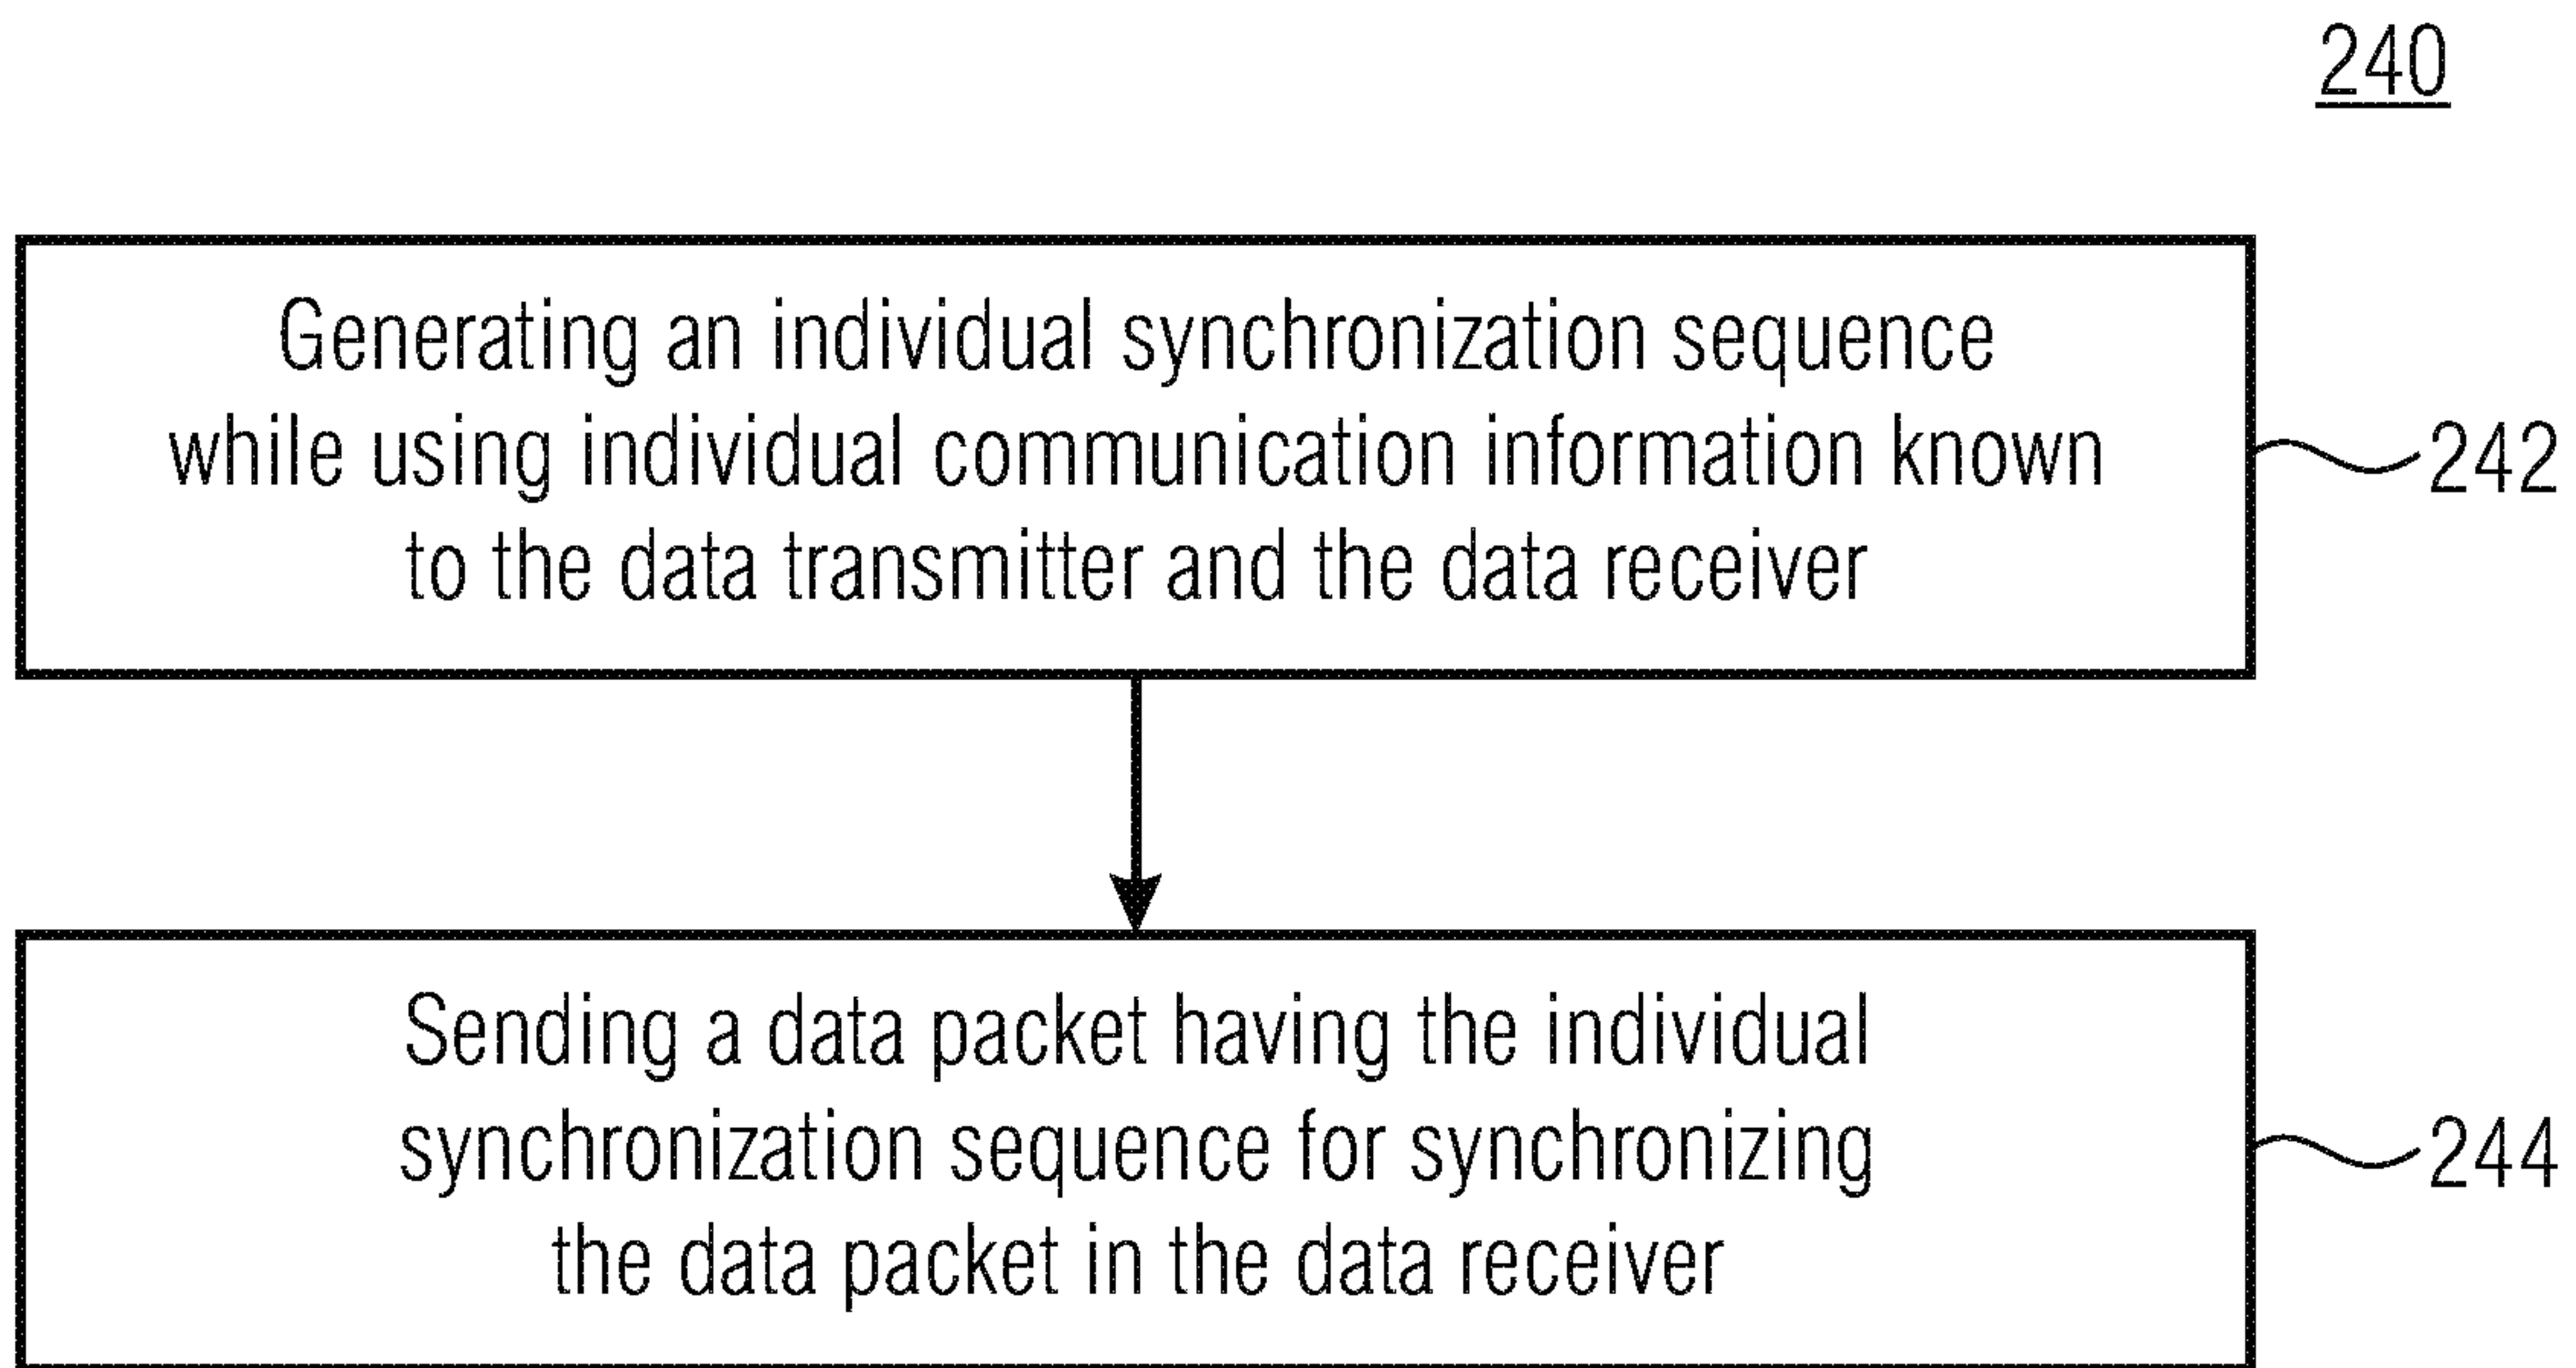 240
Generating an individual synchronization sequence
while using individual communication information known
to the data transmitter and the data receiver
242
Sending a data packet having the individual
synchronization sequence for synchronizing
the data packet in the data receiver
244